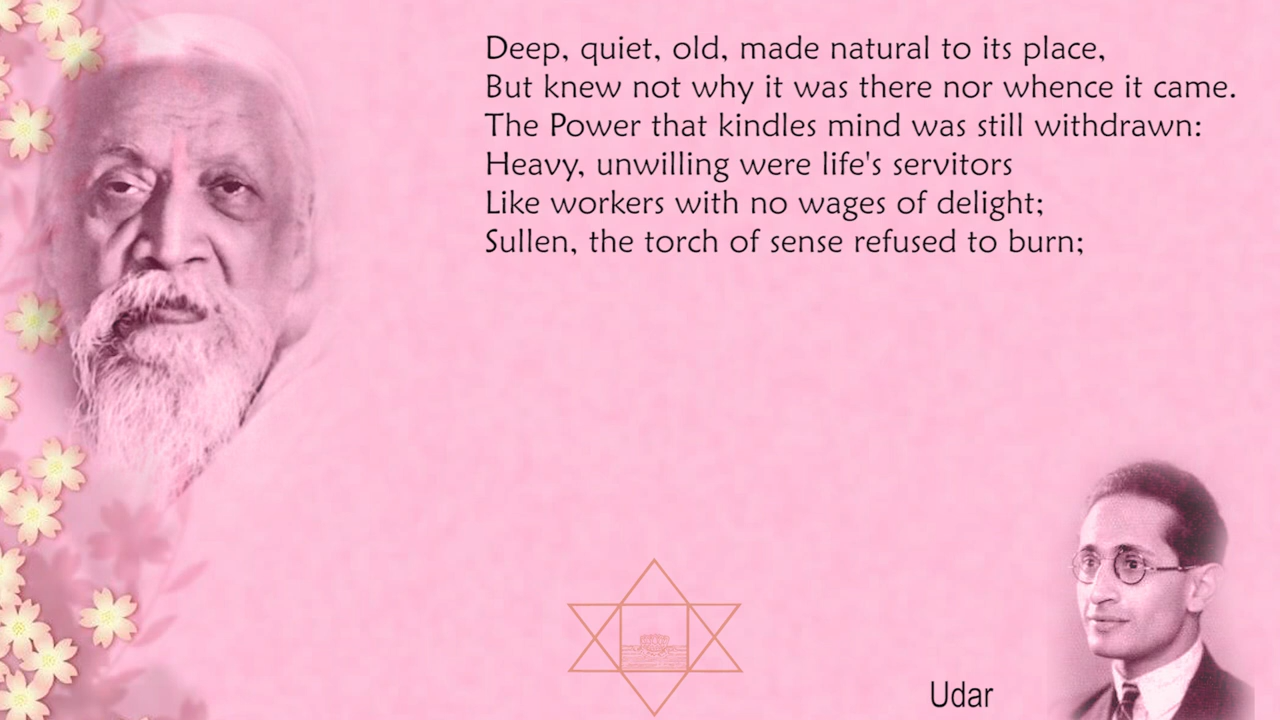 Deep, quiet, old, made natural to its place,
But knew not why it was there nor whence it came.
The Power that kindles mind was still withdrawn:
Heavy, unwilling were life's servitors
Like workers with no wages of delight;
Sullen, the torch of sense refused to burn;
Udar